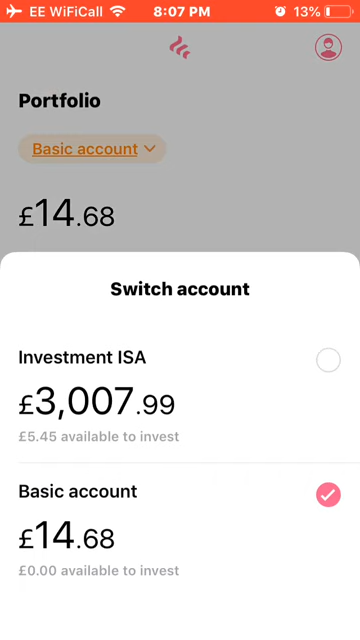 EE WiFiCall 8:07 PM 13%
Portfolio
Basic account
£14.68
Switch account
Investment ISA
£3,007.99
£5.45 available to invest
Basic account
£14.68
£0.00 available to invest